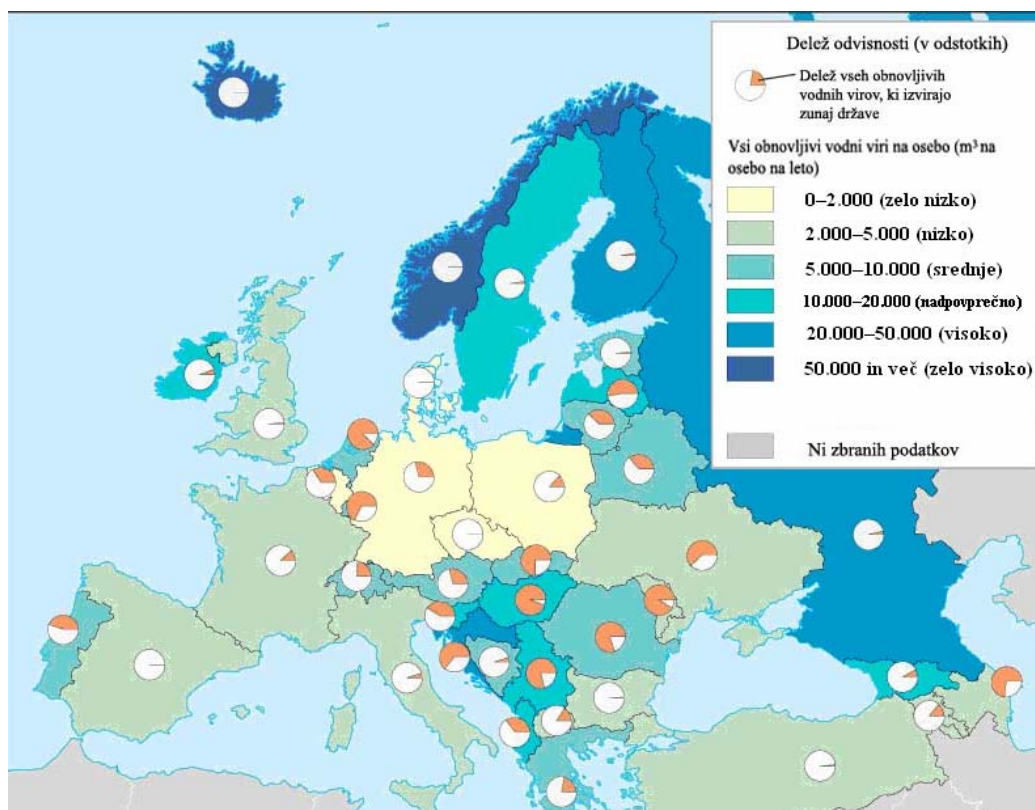 Delež odvisnosti (v odstotkih)
Delež vseh obnovljivih
vodnih virov, ki izvirajo
zunaj države
Vsi obnovljivi vodni viri na osebo (m³ na
osebo na leto)
0–2.000 (zelo nizko)
2.000–5.000 (nizko)
5.000–10.000 (srednje)
10.000–20.000 (nadpovprečno)
20.000–50.000 (visoko)
50.000 in več (zelo visoko)
Ni zbranih podatkov